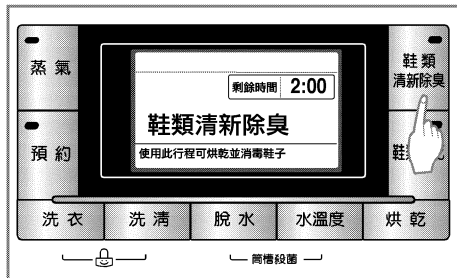 蒸氣
鞋類
清新除臭
剩餘時間 2:00
鞋類清新除臭
使用此行程可烘乾並消毒鞋子
預約
鞋
洗衣
洗清
脫水
水溫度
烘乾
筒槽殺菌